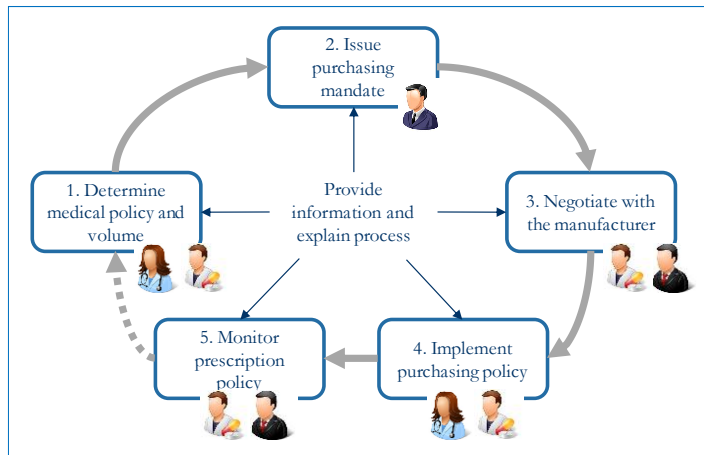 2. Issue
purchasing
mandate
1. Determine
medical policy and
volume
Provide
information and
explain process
3. Negotiate with
the manufacturer
5. Monitor
prescription
policy
4. Implement
purchasing policy